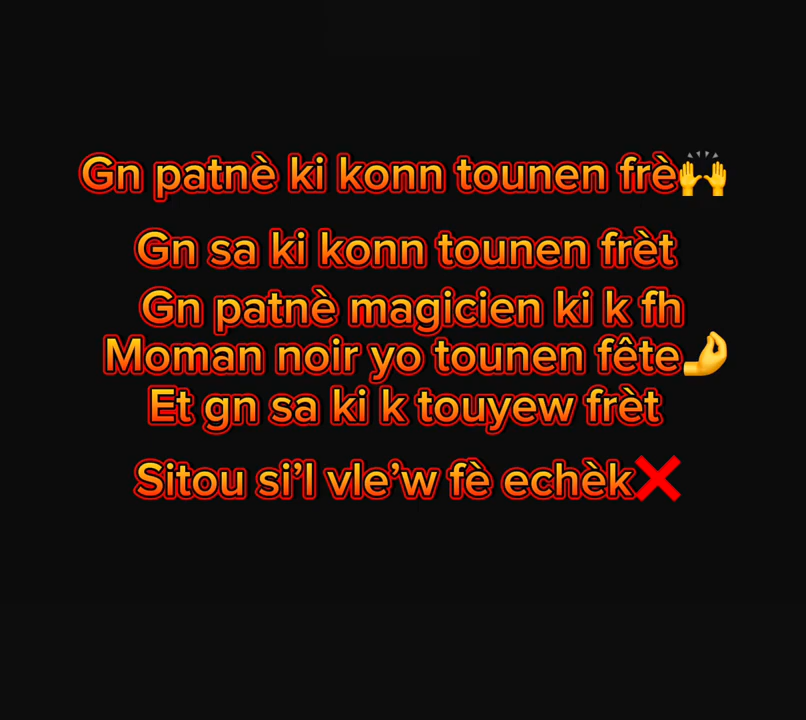 Gn patnè ki konn tounen frè🙌
Gn sa ki konn tounen frèt
Gn patnè magicien ki k fh
Moman noir yo tounen fête🤌
Et gn sa ki k touyew frèt
Sitou si’l vle’w fè echèk❌